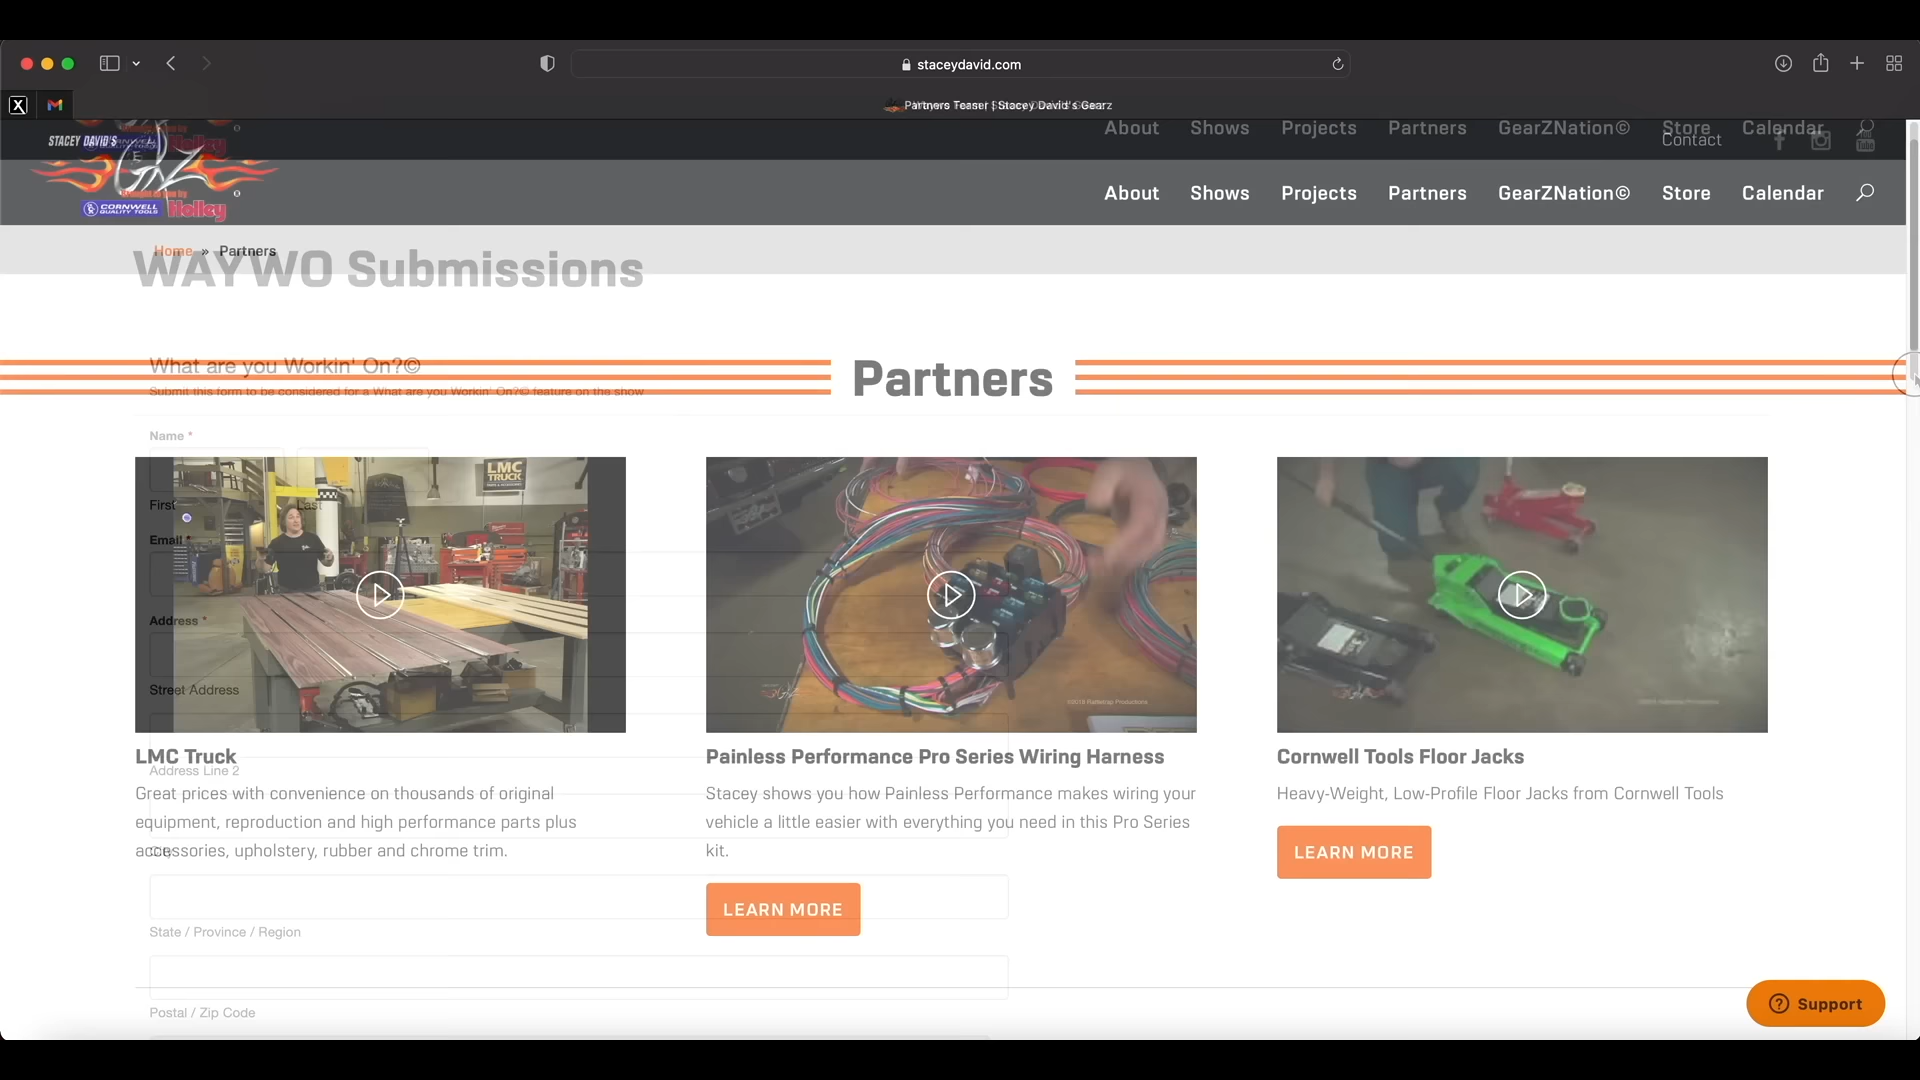 staceydavid.com
Partners Teaser | Stacey David's Gearz
About Shows Projects Partners GearZNation© Store Calendar
Contact
STACEY DAVID'S
GearZ
CORNWELL
QUALITY TOOLS
Holley
About Shows Projects Partners GearZNation© Store Calendar
Home » Partners
WAYWO Submissions
What are you Workin' On?©
Submit this form to be considered for a What are you Workin' On?© feature on the show
Partners
Name *
First Last
Email *
Address *
Street Address
LMC
TRUCK
LMC Truck
Address Line 2
Great prices with convenience on thousands of original
equipment, reproduction and high performance parts plus
accessories, upholstery, rubber and chrome trim.
City
State / Province / Region
Postal / Zip Code
Painless Performance Pro Series Wiring Harness
Stacey shows you how Painless Performance makes wiring your
vehicle a little easier with everything you need in this Pro Series
kit.
LEARN MORE
Cornwell Tools Floor Jacks
Heavy-Weight, Low-Profile Floor Jacks from Cornwell Tools
LEARN MORE
Support